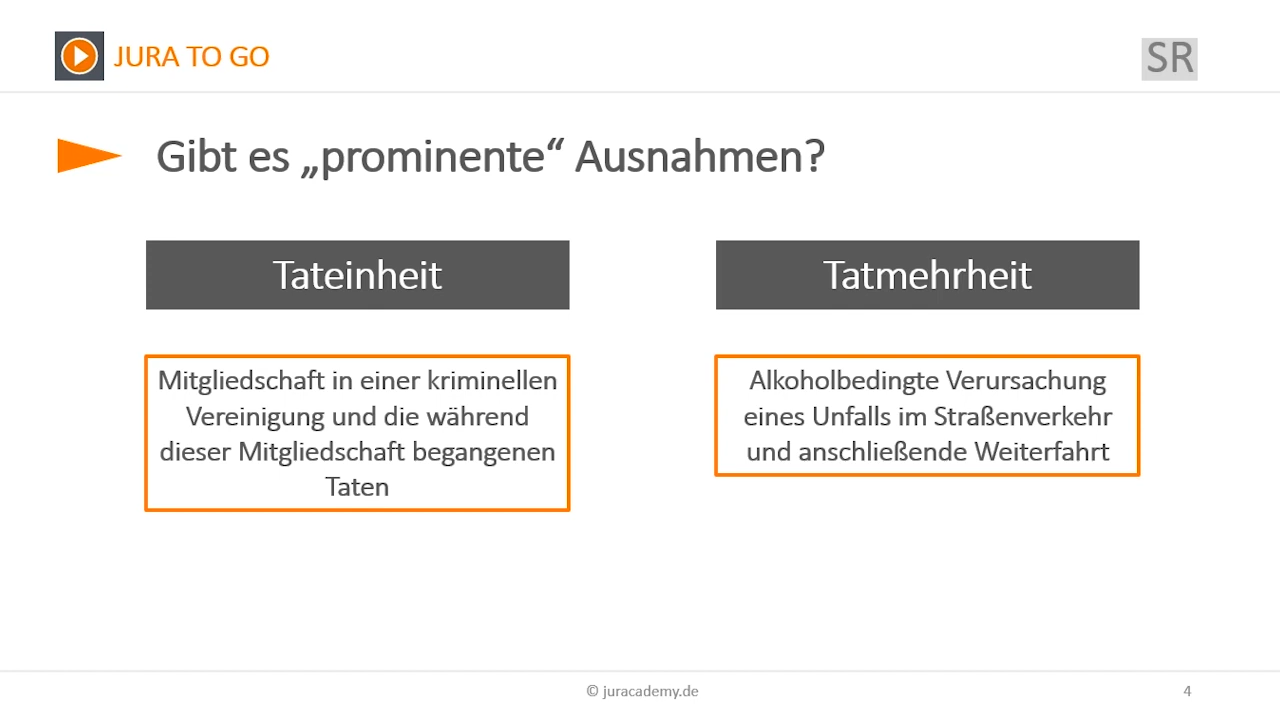 JURA TO GO
SR
Gibt es „prominente“ Ausnahmen?
Tateinheit
Mitgliedschaft in einer kriminellen
Vereinigung und die während
dieser Mitgliedschaft begangenen
Taten
Tatmehrheit
Alkoholbedingte Verursachung
eines Unfalls im Straßenverkehr
und anschließende Weiterfahrt
© juracademy.de
4